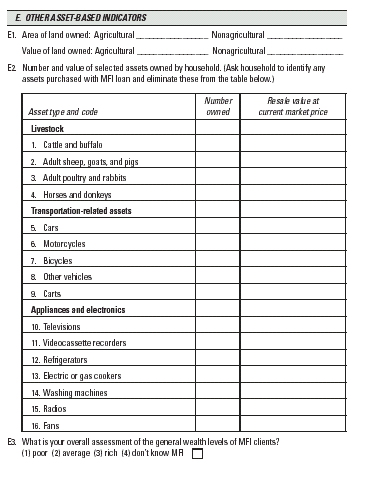 E. OTHER ASSET-BASED INDICATORS
E1. Area of land owned: Agricultural _______________ Nonagricultural _______________
Value of land owned: Agricultural _______________ Nonagricultural _______________
E2. Number and value of selected assets owned by household. (Ask household to identify any
assets purchased with MFI loan and eliminate these from the table below.)
Number Resale value at
Asset type and code owned current market price
Livestock
1. Cattle and buffalo
2. Adult sheep, goats, and pigs
3. Adult poultry and rabbits
4. Horses and donkeys
Transportation-related assets
5. Cars
6. Motorcycles
7. Bicycles
8. Other vehicles
9. Carts
Appliances and electronics
10. Televisions
11. Videocassette recorders
12. Refrigerators
13. Electric or gas cookers
14. Washing machines
15. Radios
16. Fans
E3. What is your overall assessment of the general wealth levels of MFI clients?
(1) poor (2) average (3) rich (4) don't know MFI